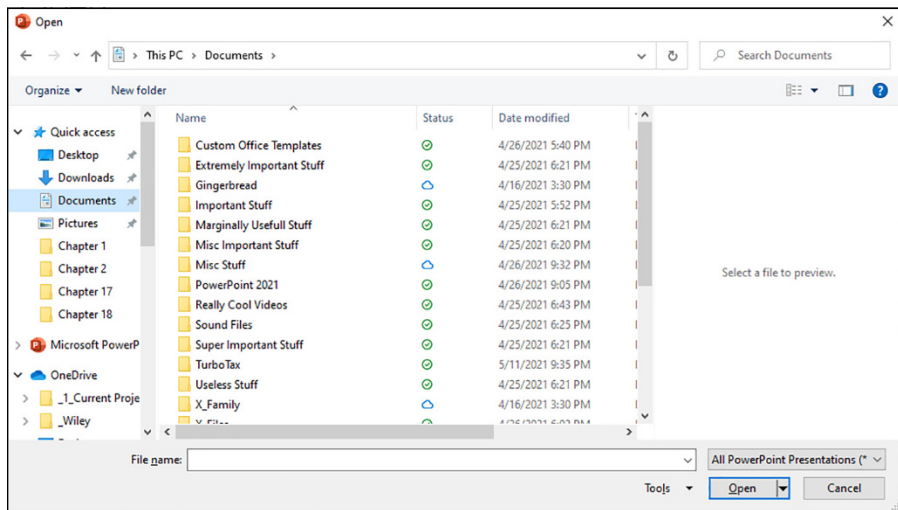 Open
This PC > Documents >
Search Documents
Organize
New folder
Name
Status
Date modified
Quick access
Desktop
Downloads
Documents
Pictures
Chapter 1
Chapter 2
Chapter 17
Chapter 18
Microsoft PowerP
OneDrive
_1_Current Proje
_Wiley
Custom Office Templates 4/26/2021 5:40 PM
Extremely Important Stuff 4/25/2021 6:21 PM
Gingerbread 4/16/2021 3:30 PM
Important Stuff 4/25/2021 5:52 PM
Marginally Usefull Stuff 4/25/2021 6:21 PM
Misc Important Stuff 4/25/2021 6:20 PM
Misc Stuff 4/26/2021 9:32 PM
PowerPoint 2021 4/26/2021 9:05 PM
Really Cool Videos 4/25/2021 6:43 PM
Sound Files 4/25/2021 6:25 PM
Super Important Stuff 4/25/2021 6:21 PM
TurboTax 5/11/2021 9:35 PM
Useless Stuff 4/25/2021 6:21 PM
X_Family 4/16/2021 3:30 PM
Select a file to preview.
File name:
All PowerPoint Presentations (*
Tools
Open
Cancel